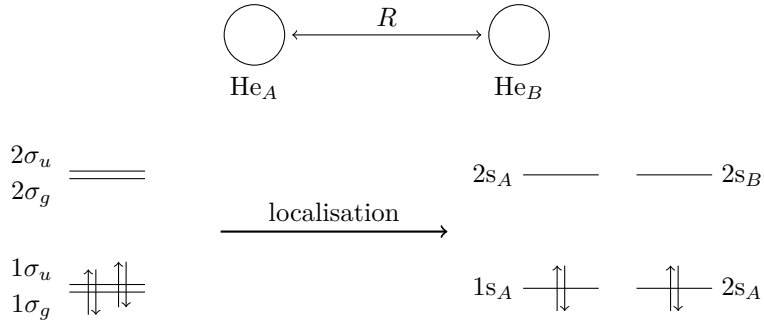 R
He_A He_B
2σ_u
2σ_g
2s_A 2s_B
localisation
1σ_u
1σ_g
1s_A 2s_A